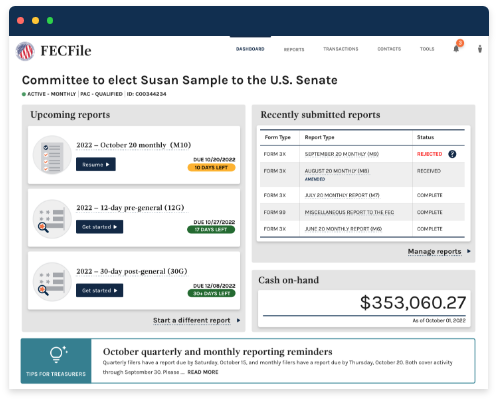 FECFile
DASHBOARD
REPORTS
TRANSACTIONS
CONTACTS
TOOLS
Committee to elect Susan Sample to the U.S. Senate
ACTIVE - MONTHLY | PAC - QUALIFIED | ID: C00344234
Upcoming reports
2022 – October 20 monthly (M10)
Resume
DUE 10/20/2022
10 DAYS LEFT
2022 – 12-day pre-general (12G)
Get started
DUE 10/27/2022
17 DAYS LEFT
2022 – 30-day post-general (30G)
Get started
DUE 12/08/2022
30+ DAYS LEFT
Start a different report
Recently submitted reports
Form Type Report Type Status
FORM 3X SEPTEMBER 20 MONTHLY (M9) REJECTED ?
FORM 3X AUGUST 20 MONTHLY (M8) RECEIVED
AMENDED
FORM 3X JULY 20 MONTHLY REPORT (M7) COMPLETE
FORM 99 MISCELLANEOUS REPORT TO THE FEC COMPLETE
FORM 3X JUNE 20 MONTHLY REPORT (M6) COMPLETE
Manage reports
Cash on-hand
$353,060.27
As of October 01, 2022
TIPS FOR TREASURERS
October quarterly and monthly reporting reminders
Quarterly filers have a report due by Saturday, October 15, and monthly filers have a report due by Thursday, October 20. Both cover activity
through September 30. Please ... READ MORE